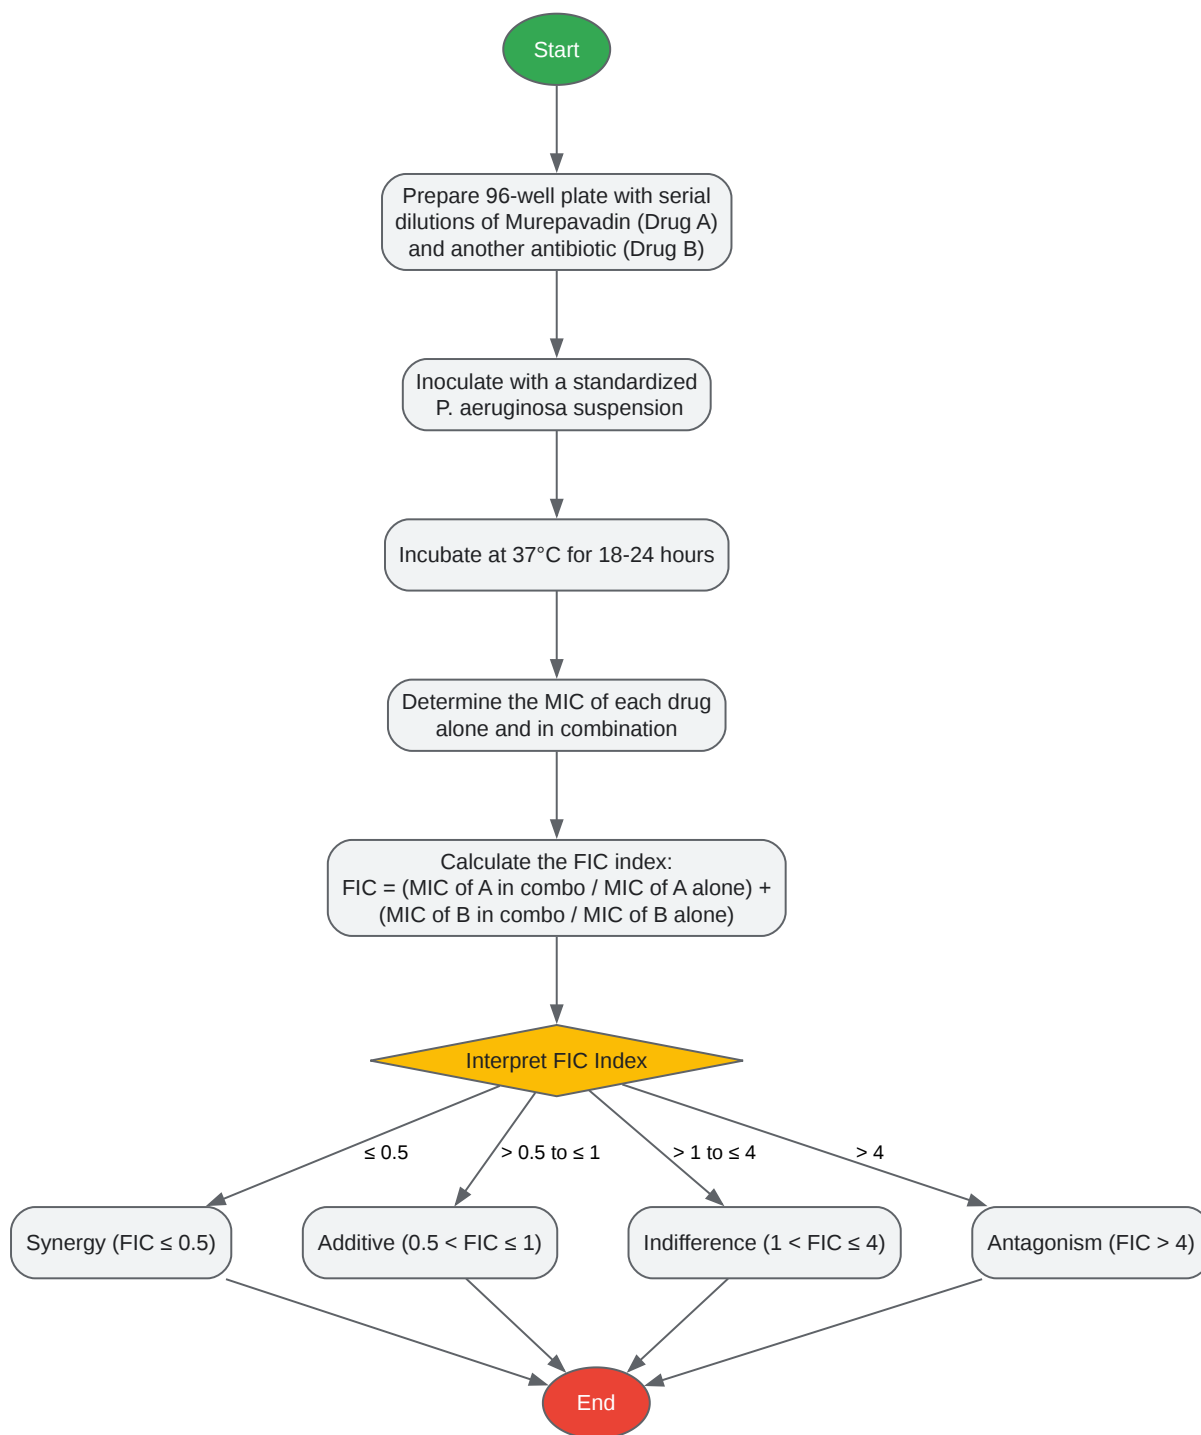 Start
Prepare 96-well plate with serial
dilutions of Murepavadin (Drug A)
and another antibiotic (Drug B)
Inoculate with a standardized
P. aeruginosa suspension
Incubate at 37°C for 18-24 hours
Determine the MIC of each drug
alone and in combination
Calculate the FIC index:
FIC = (MIC of A in combo / MIC of A alone) +
(MIC of B in combo / MIC of B alone)
Interpret FIC Index
≤ 0.5
> 0.5 to ≤ 1
> 1 to ≤ 4
> 4
Synergy (FIC ≤ 0.5)
Additive (0.5 < FIC ≤ 1)
Indifference (1 < FIC ≤ 4)
Antagonism (FIC > 4)
End